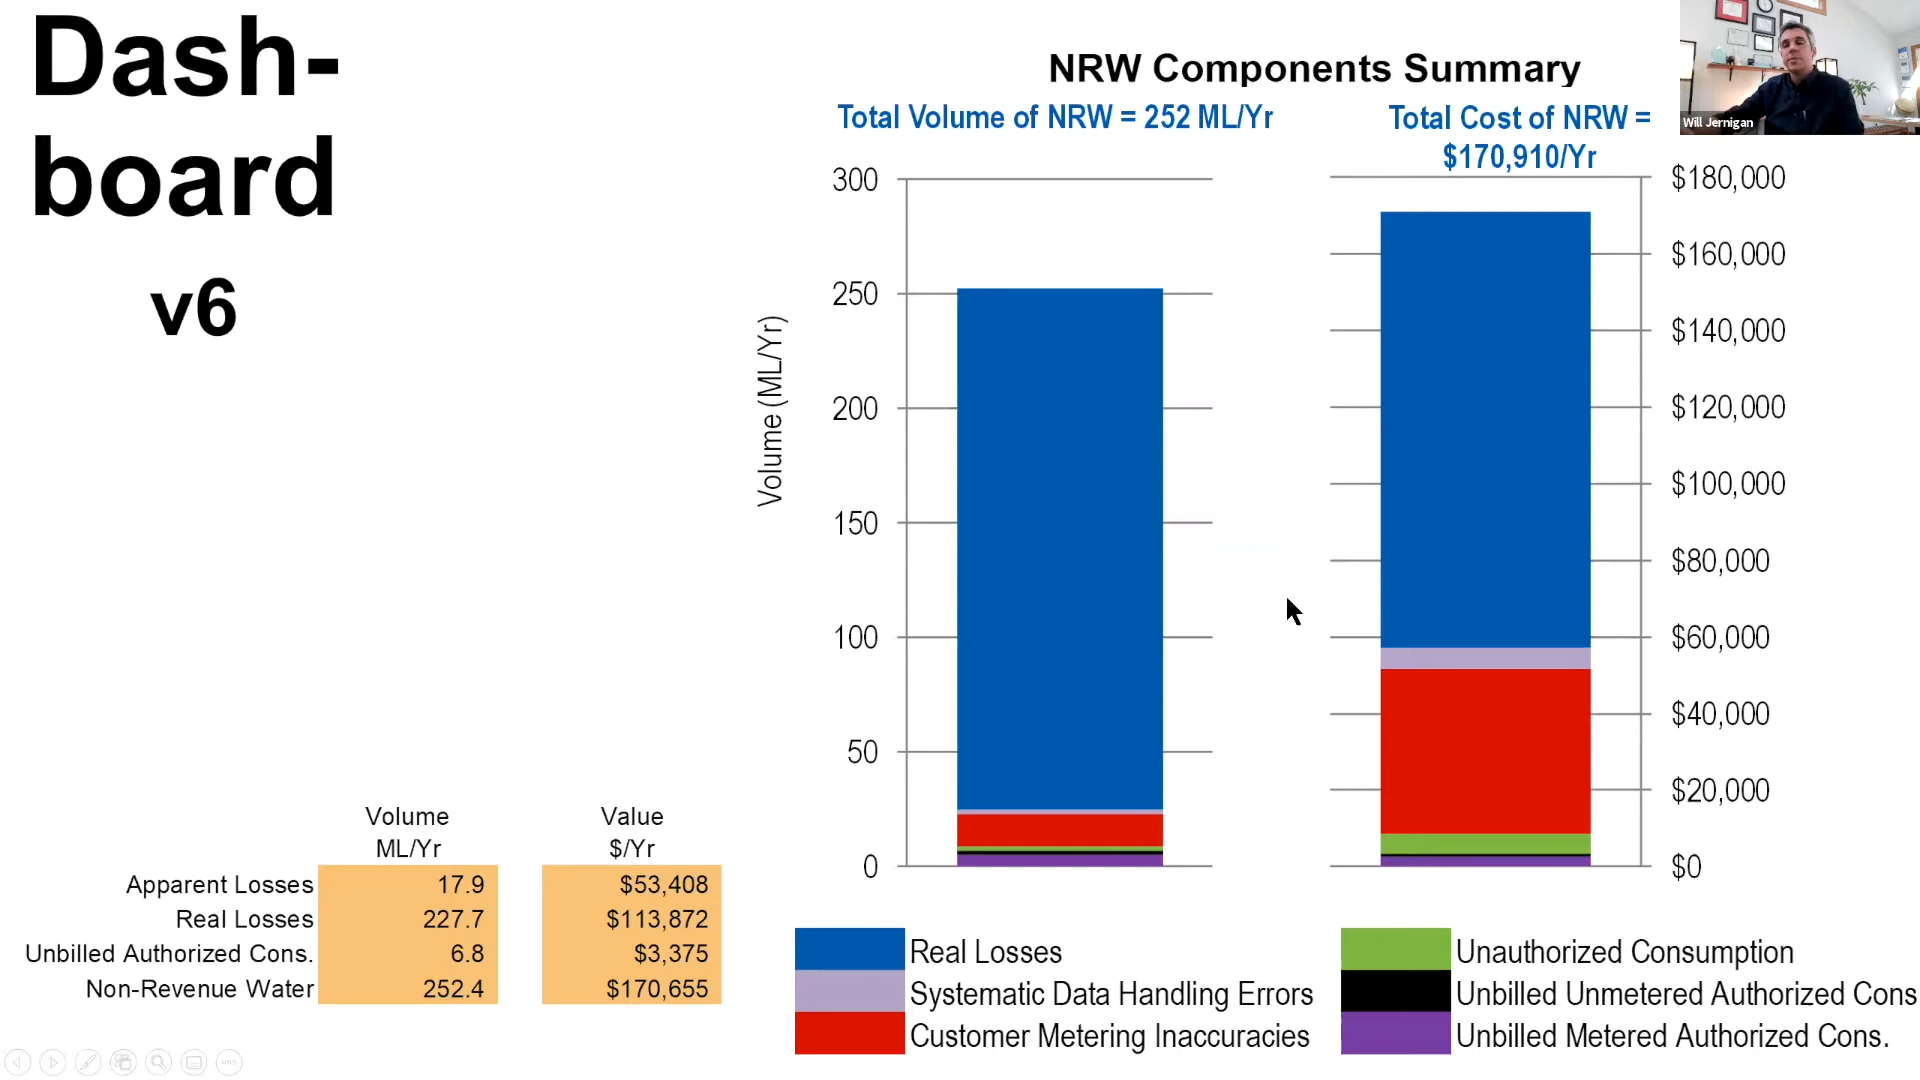 Dash-
board
v6
NRW Components Summary
Total Volume of NRW = 252 ML/Yr
Total Cost of NRW =
$170,910/Yr
Will Jernigan
Volume (ML/Yr)
300
250
200
150
100
50
0
$180,000
$160,000
$140,000
$120,000
$100,000
$80,000
$60,000
$40,000
$20,000
$0
Volume Value
ML/Yr $/Yr
Apparent Losses 17.9 $53,408
Real Losses 227.7 $113,872
Unbilled Authorized Cons. 6.8 $3,375
Non-Revenue Water 252.4 $170,655
Real Losses
Systematic Data Handling Errors
Customer Metering Inaccuracies
Unauthorized Consumption
Unbilled Unmetered Authorized Cons
Unbilled Metered Authorized Cons.